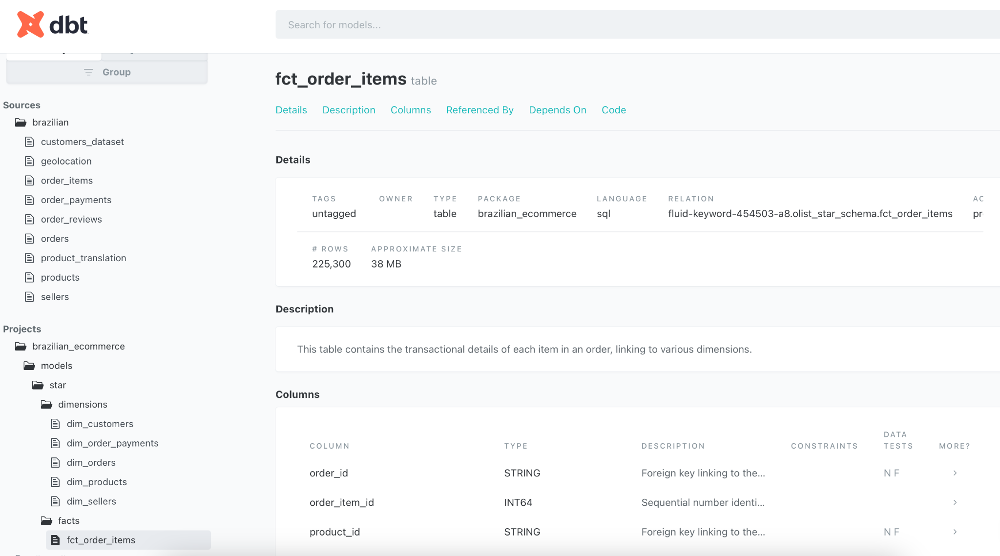 dbt
Search for models...
Group
Sources
brazilian
customers_dataset
geolocation
order_items
order_payments
order_reviews
orders
product_translation
products
sellers
Projects
brazilian_ecommerce
models
star
dimensions
dim_customers
dim_order_payments
dim_orders
dim_products
dim_sellers
facts
fct_order_items
fct_order_items table
Details Description Columns Referenced By Depends On Code
Details
TAGS OWNER TYPE PACKAGE LANGUAGE RELATION AC
untagged table brazilian_ecommerce sql fluid-keyword-454503-a8.olist_star_schema.fct_order_items pr
# ROWS APPROXIMATE SIZE
225,300 38 MB
Description
This table contains the transactional details of each item in an order, linking to various dimensions.
Columns
COLUMN TYPE DESCRIPTION CONSTRAINTS DATA TESTS MORE?
order_id STRING Foreign key linking to the... N F
order_item_id INT64 Sequential number identi...
product_id STRING Foreign key linking to the... N F